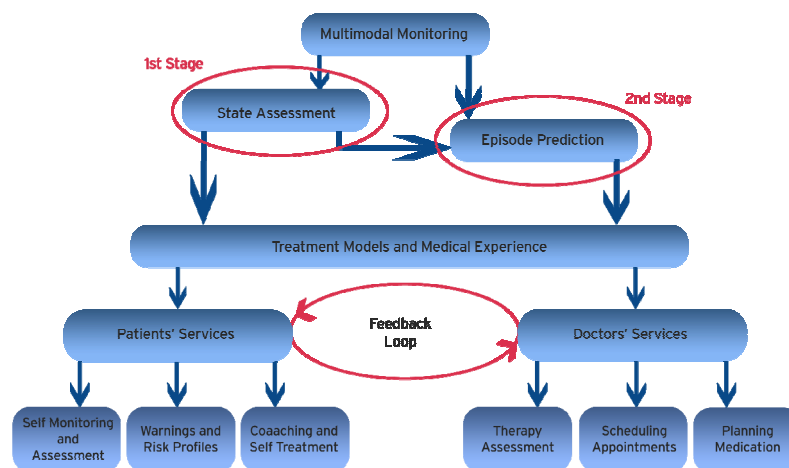 Multimodal Monitoring
1st Stage
State Assessment
2nd Stage
Episode Prediction
Treatment Models and Medical Experience
Patients' Services
Feedback
Loop
Doctors' Services
Self Monitoring
and
Assessment
Warnings and
Risk Profiles
Coaaching and
Self Treatment
Therapy
Assessment
Scheduling
Appointments
Planning
Medication